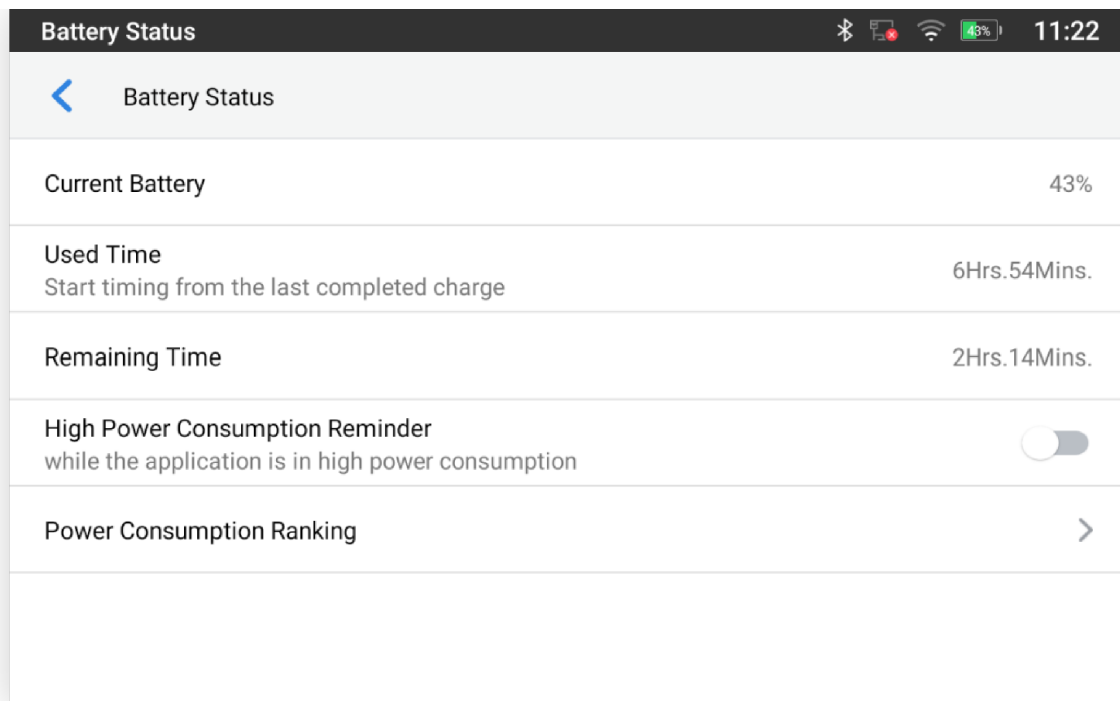 Battery Status
43%
11:22
Battery Status
Current Battery
43%
Used Time
Start timing from the last completed charge
6Hrs.54Mins.
Remaining Time
2Hrs.14Mins.
High Power Consumption Reminder
while the application is in high power consumption
Power Consumption Ranking